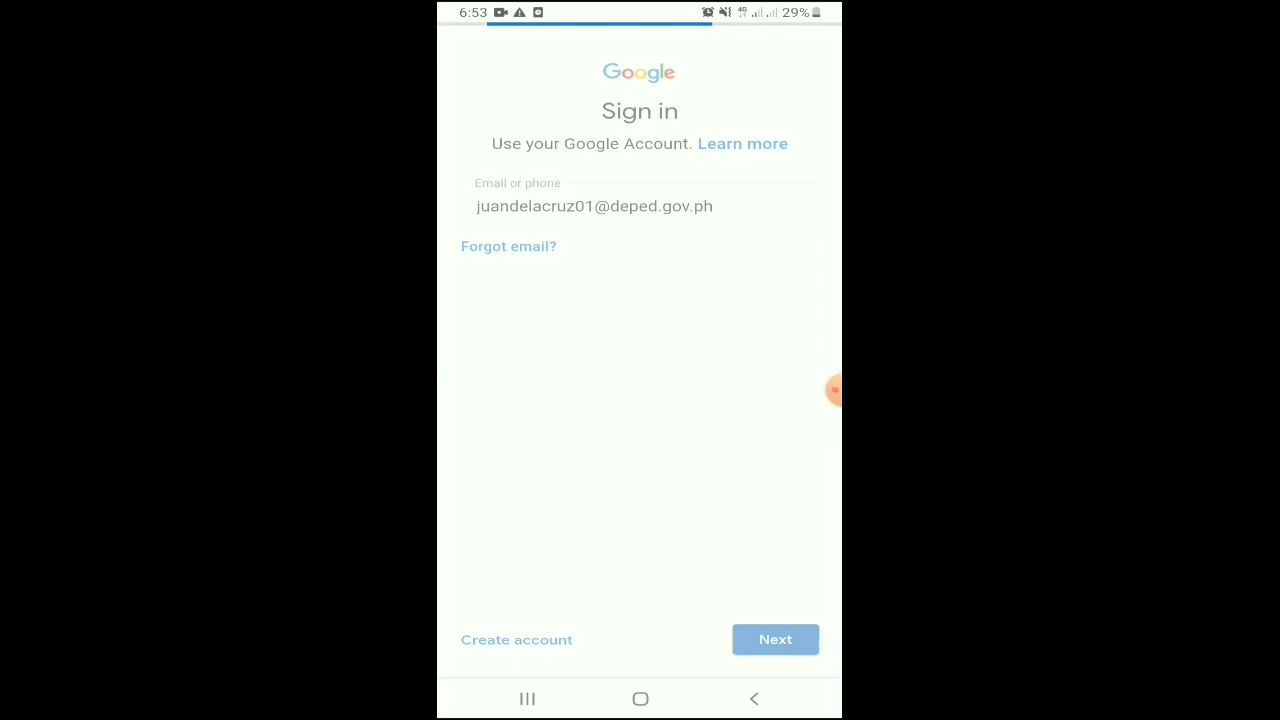 6:53 4G 29%
Google
Sign in
Use your Google Account. Learn more
Email or phone
juandelacruz01@deped.gov.ph
Forgot email?
Create account Next